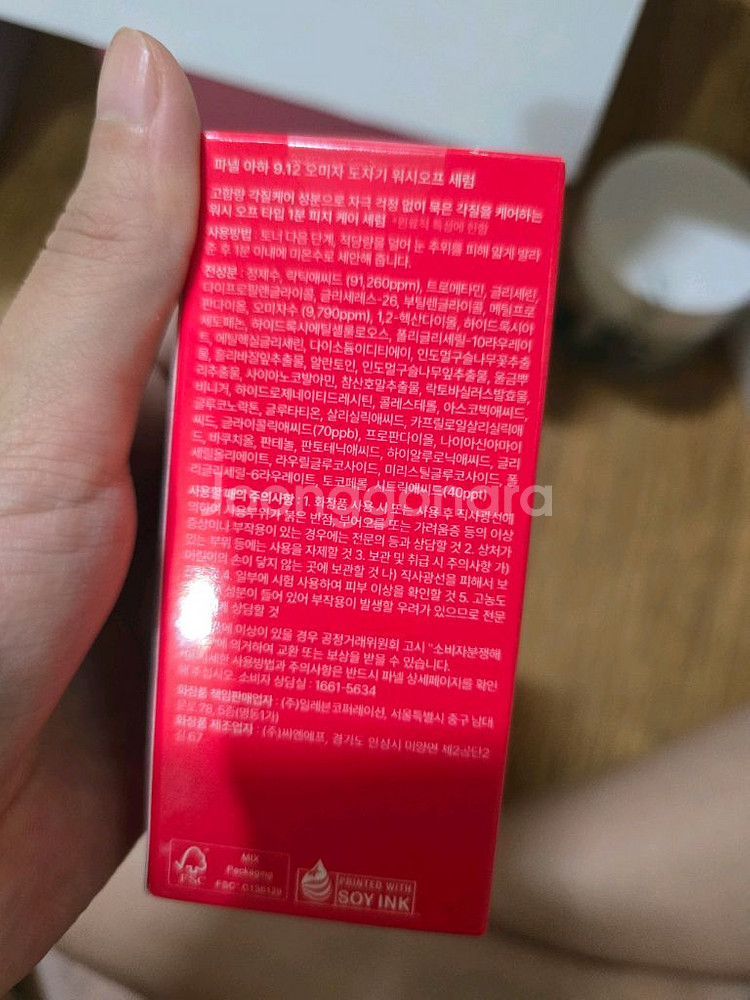 파넬 아하 9.12 오미자 도자기 워시오프 세럼
고함량 각질케어 성분으로 자극 걱정 없이 묵은 각질을 케어하는
워시 오프 타입 1분 피치 케어 세럼 *원료적 특성에 한함
사용방법 : 토너 다음 단계, 적당량을 덜어 눈 주위를 피해 얇게 발라
준 후 1분 이내에 미온수로 세안해 줍니다.
전성분 : 정제수, 락틱애씨드 (91,260ppm), 트로메타민, 글리세린,
다이프로필렌글라이콜, 글리세레스-26, 부틸렌글라이콜, 메틸프로
판다이올, 오미자수 (9,790ppm), 1,2-헥산다이올, 하이드록시아
세토페논, 하이드록시에틸셀룰로오스, 폴리글리세릴-10라우레이
트, 에틸헥실글리세린, 다이소듐이디티에이, 인도멀구슬나무꽃추출
물, 홀리바질잎추출물, 알란토인, 인도멀구슬나무잎추출물, 울금뿌
리추출물, 사이아노코발아민, 참산호말추출물, 락토바실러스발효물,
비니거, 하이드로제네이티드레시틴, 콜레스테롤, 아스코빅애씨드,
글루코노락톤, 글루타티온, 살리실릭애씨드, 카프릴로일살리실릭애
씨드, 글라이콜릭애씨드(70ppb), 프로판다이올, 나이아신아마이
드, 바쿠치올, 판테놀, 판토테닉애씨드, 하이알루로닉애씨드, 글리
세릴올리에이트, 라우릴글루코사이드, 미리스틸글루코사이드, 폴
리글리세릴-6라우레이트, 토코페롤, 시트릭애씨드(40ppt)
사용할 때의 주의사항 : 1. 화장품 사용 시 또는 사용 후 직사광선에
의하여 사용부위가 붉은 반점, 부어오름 또는 가려움증 등의 이상
증상이나 부작용이 있는 경우에는 전문의 등과 상담할 것 2. 상처가
있는 부위 등에는 사용을 자제할 것 3. 보관 및 취급 시 주의사항 가)
어린이의 손이 닿지 않는 곳에 보관할 것 나) 직사광선을 피해서 보
4. 일부에 시험 사용하여 피부 이상을 확인할 것 5. 고농도
성분이 들어 있어 부작용이 발생할 우려가 있으므로 전문
상담할 것
이상이 있을 경우 공정거래위원회 고시 "소비자분쟁해
의거하여 교환 또는 보상을 받을 수 있습니다.
사용방법과 주의사항은 반드시 파넬 상세페이지를 확인
해 주십시오. 소비자 상담실 : 1661-5634
화장품 책임판매업자 : (주)일레븐코퍼레이션, 서울특별시 중구 남대
문로 78, 5층(명동1가)
화장품 제조업자 : (주)씨엔에프, 경기도 안성시 미양면 제2공단2
길 67
FSC
MIX
Packaging
FSC™ C136129
PRINTED WITH
SOY INK